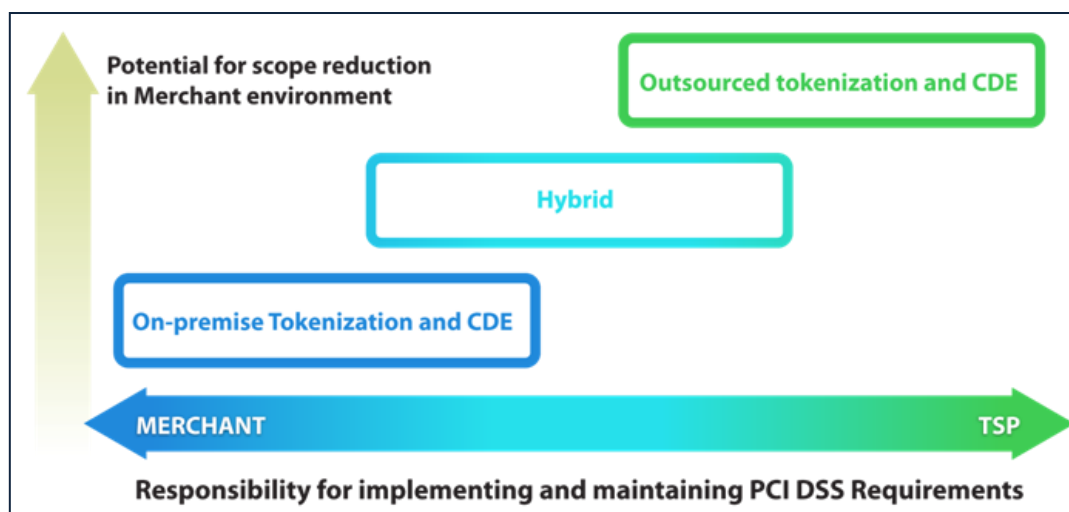 Potential for scope reduction
in Merchant environment
Outsourced tokenization and CDE
Hybrid
On-premise Tokenization and CDE
MERCHANT
TSP
Responsibility for implementing and maintaining PCI DSS Requirements